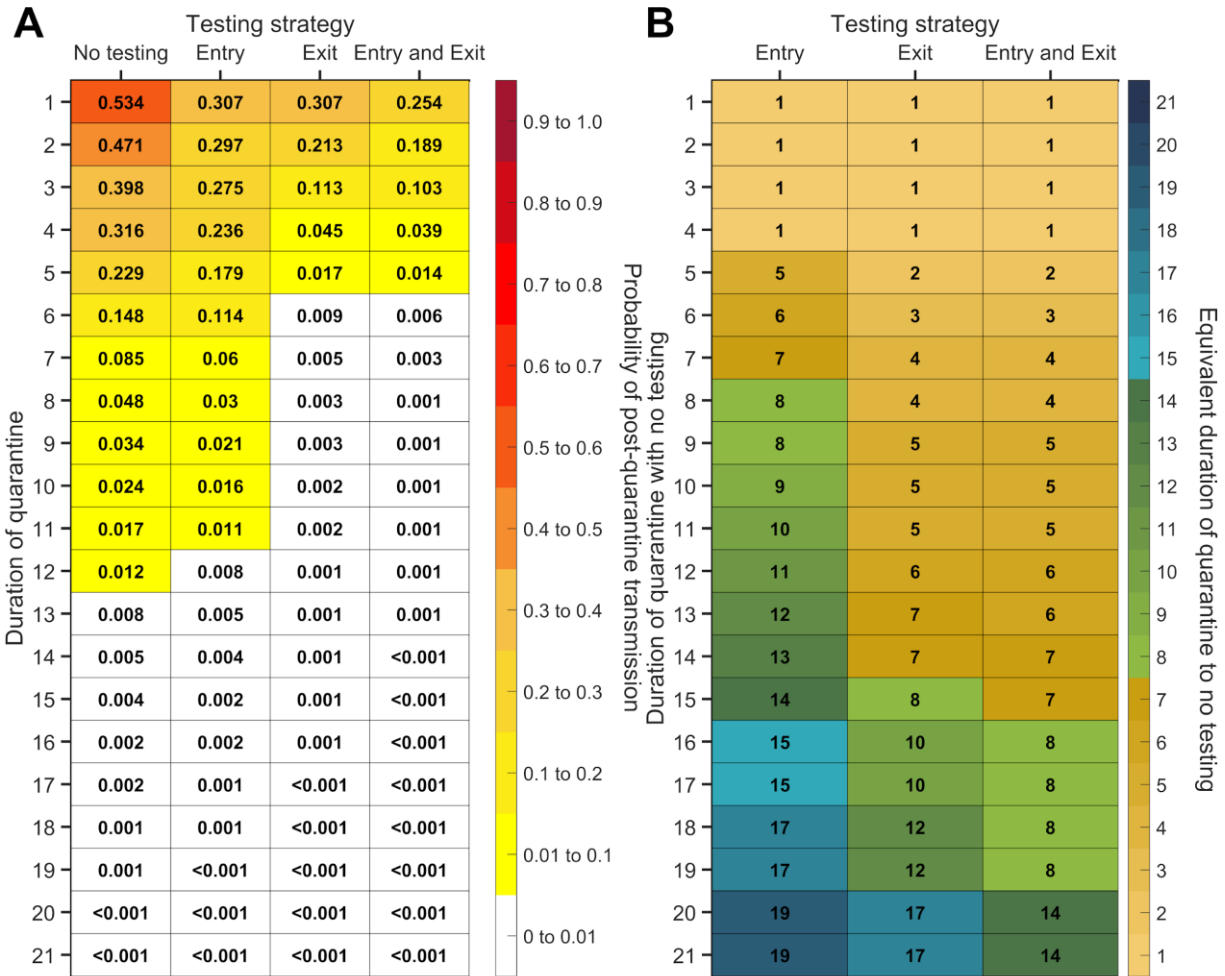 A
Testing strategy
No testing Entry Exit Entry and Exit
Duration of quarantine
1 0.534 0.307 0.307 0.254
2 0.471 0.297 0.213 0.189
3 0.398 0.275 0.113 0.103
4 0.316 0.236 0.045 0.039
5 0.229 0.179 0.017 0.014
6 0.148 0.114 0.009 0.006
7 0.085 0.06 0.005 0.003
8 0.048 0.03 0.003 0.001
9 0.034 0.021 0.003 0.001
10 0.024 0.016 0.002 0.001
11 0.017 0.011 0.002 0.001
12 0.012 0.008 0.001 0.001
13 0.008 0.005 0.001 0.001
14 0.005 0.004 0.001 <0.001
15 0.004 0.002 0.001 <0.001
16 0.002 0.002 0.001 <0.001
17 0.002 0.001 <0.001 <0.001
18 0.001 0.001 <0.001 <0.001
19 0.001 <0.001 <0.001 <0.001
20 <0.001 <0.001 <0.001 <0.001
21 <0.001 <0.001 <0.001 <0.001
0.9 to 1.0
0.8 to 0.9
0.7 to 0.8
0.6 to 0.7
0.5 to 0.6
0.4 to 0.5
0.3 to 0.4
0.2 to 0.3
0.1 to 0.2
0.01 to 0.1
0 to 0.01
Probability of post-quarantine transmission
B
Testing strategy
Entry Exit Entry and Exit
Duration of quarantine with no testing
1 1 1 1
2 1 1 1
3 1 1 1
4 1 1 1
5 5 2 2
6 6 3 3
7 7 4 4
8 8 4 4
9 8 5 5
10 9 5 5
11 10 5 5
12 11 6 6
13 12 7 6
14 13 7 7
15 14 8 7
16 15 10 8
17 15 10 8
18 17 12 8
19 17 12 8
20 19 17 14
21 19 17 14
21
20
19
18
17
16
15
14
13
12
11
10
9
8
7
6
5
4
3
2
1
Equivalent duration of quarantine to no testing